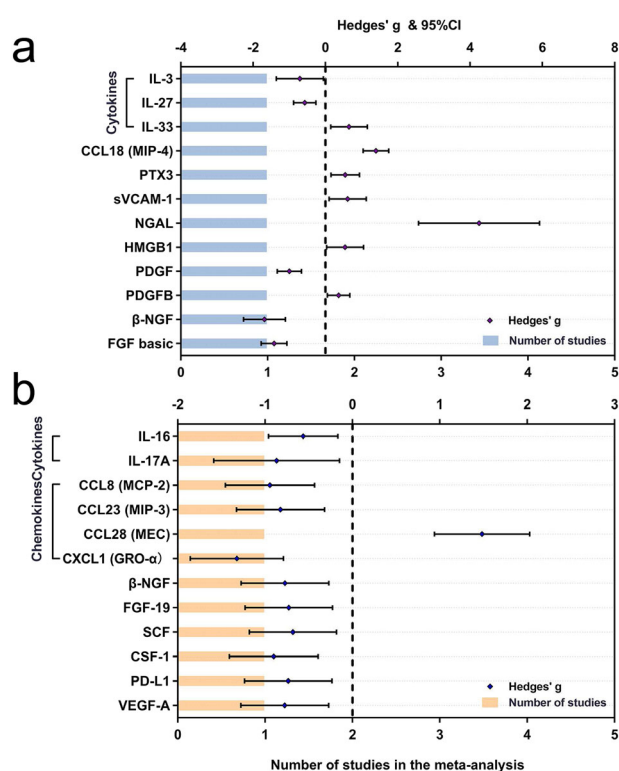 Hedges' g & 95%CI
a
-4 -2 0 2 4 6 8
Cytokines
IL-3
IL-27
IL-33
CCL18 (MIP-4)
PTX3
sVCAM-1
NGAL
HMGB1
PDGF
PDGFB
β-NGF
FGF basic
Hedges' g
Number of studies
0 1 2 3 4 5
b
-2 -1 0 1 2 3
Cytokines
IL-16
IL-17A
Chemokines
CCL8 (MCP-2)
CCL23 (MIP-3)
CCL28 (MEC)
CXCL1 (GRO-α)
β-NGF
FGF-19
SCF
CSF-1
PD-L1
VEGF-A
Hedges' g
Number of studies
0 1 2 3 4 5
Number of studies in the meta-analysis